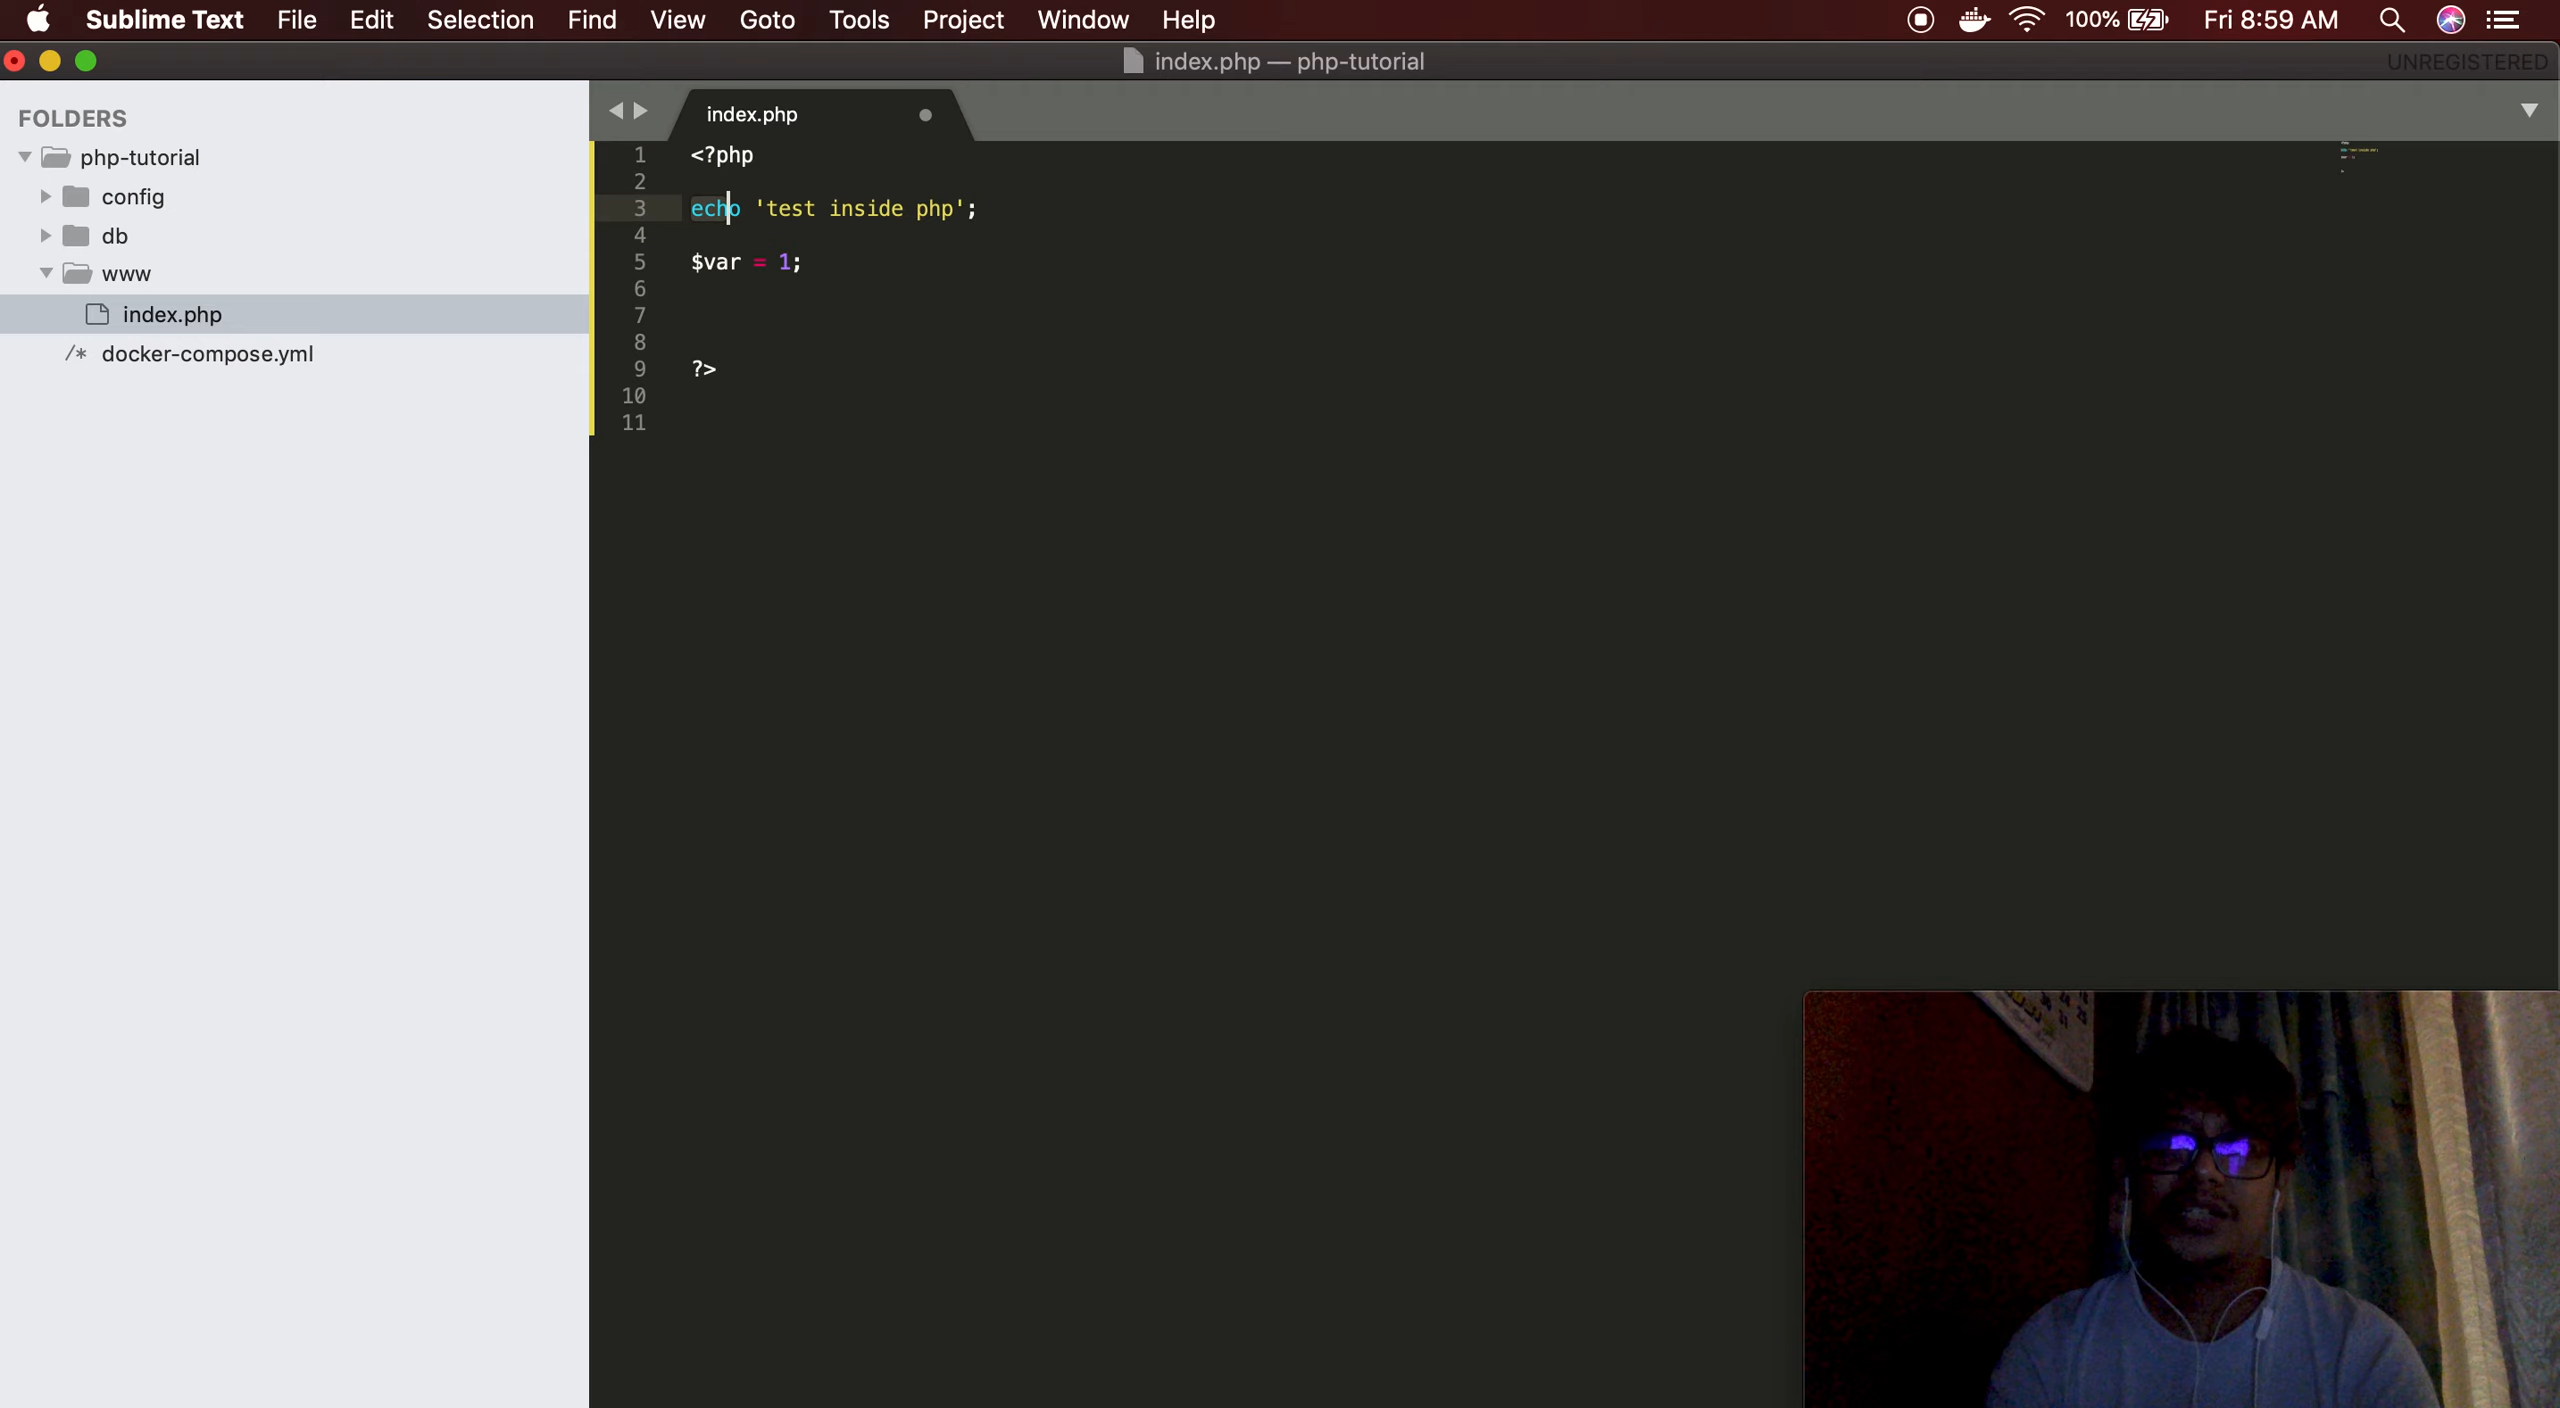 Sublime Text File Edit Selection Find View Goto Tools Project Window Help 100% Fri 8:59 AM
index.php — php-tutorial UNREGISTERED
FOLDERS
php-tutorial
config
db
www
index.php
/* docker-compose.yml
index.php
1 <?php
2
3 echo 'test inside php';
4
5 $var = 1;
6
7
8
9 ?>
10
11